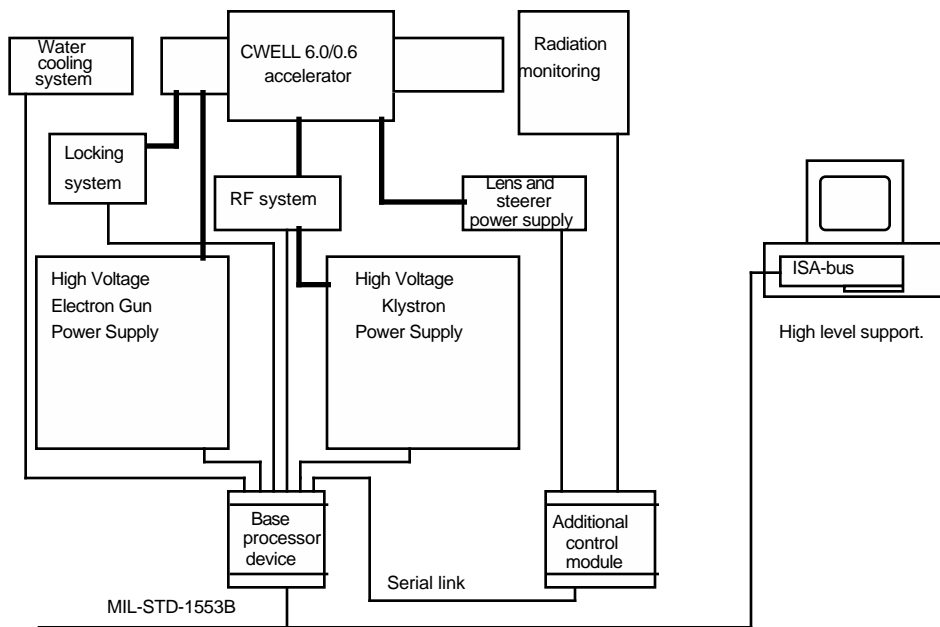 Water
cooling
system
CWELL 6.0/0.6
accelerator
Radiation
monitoring
Locking
system
RF system
Lens and
steerer
power supply
ISA-bus
High level support.
High Voltage
Electron Gun
Power Supply
High Voltage
Klystron
Power Supply
Base
processor
device
Additional
control
module
Serial link
MIL-STD-1553B